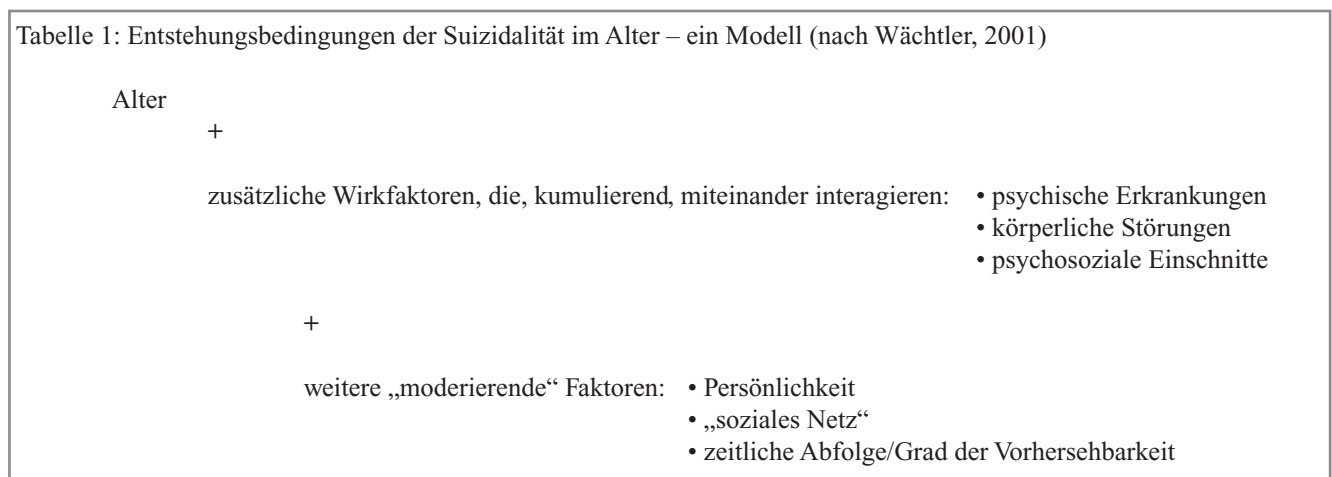 Tabelle 1: Entstehungsbedingungen der Suizidalität im Alter – ein Modell (nach Wächtler, 2001)
Alter
+
zusätzliche Wirkfaktoren, die, kumulierend, miteinander interagieren: • psychische Erkrankungen
• körperliche Störungen
• psychosoziale Einschnitte
+
weitere „moderierende“ Faktoren: • Persönlichkeit
• „soziales Netz“
• zeitliche Abfolge/Grad der Vorhersehbarkeit